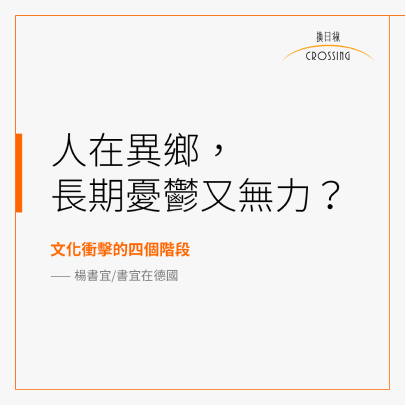 換日線
CROSSING
人在異鄉，
長期憂鬱又無力？
文化衝擊的四個階段
—— 楊書宜/書宜在德國